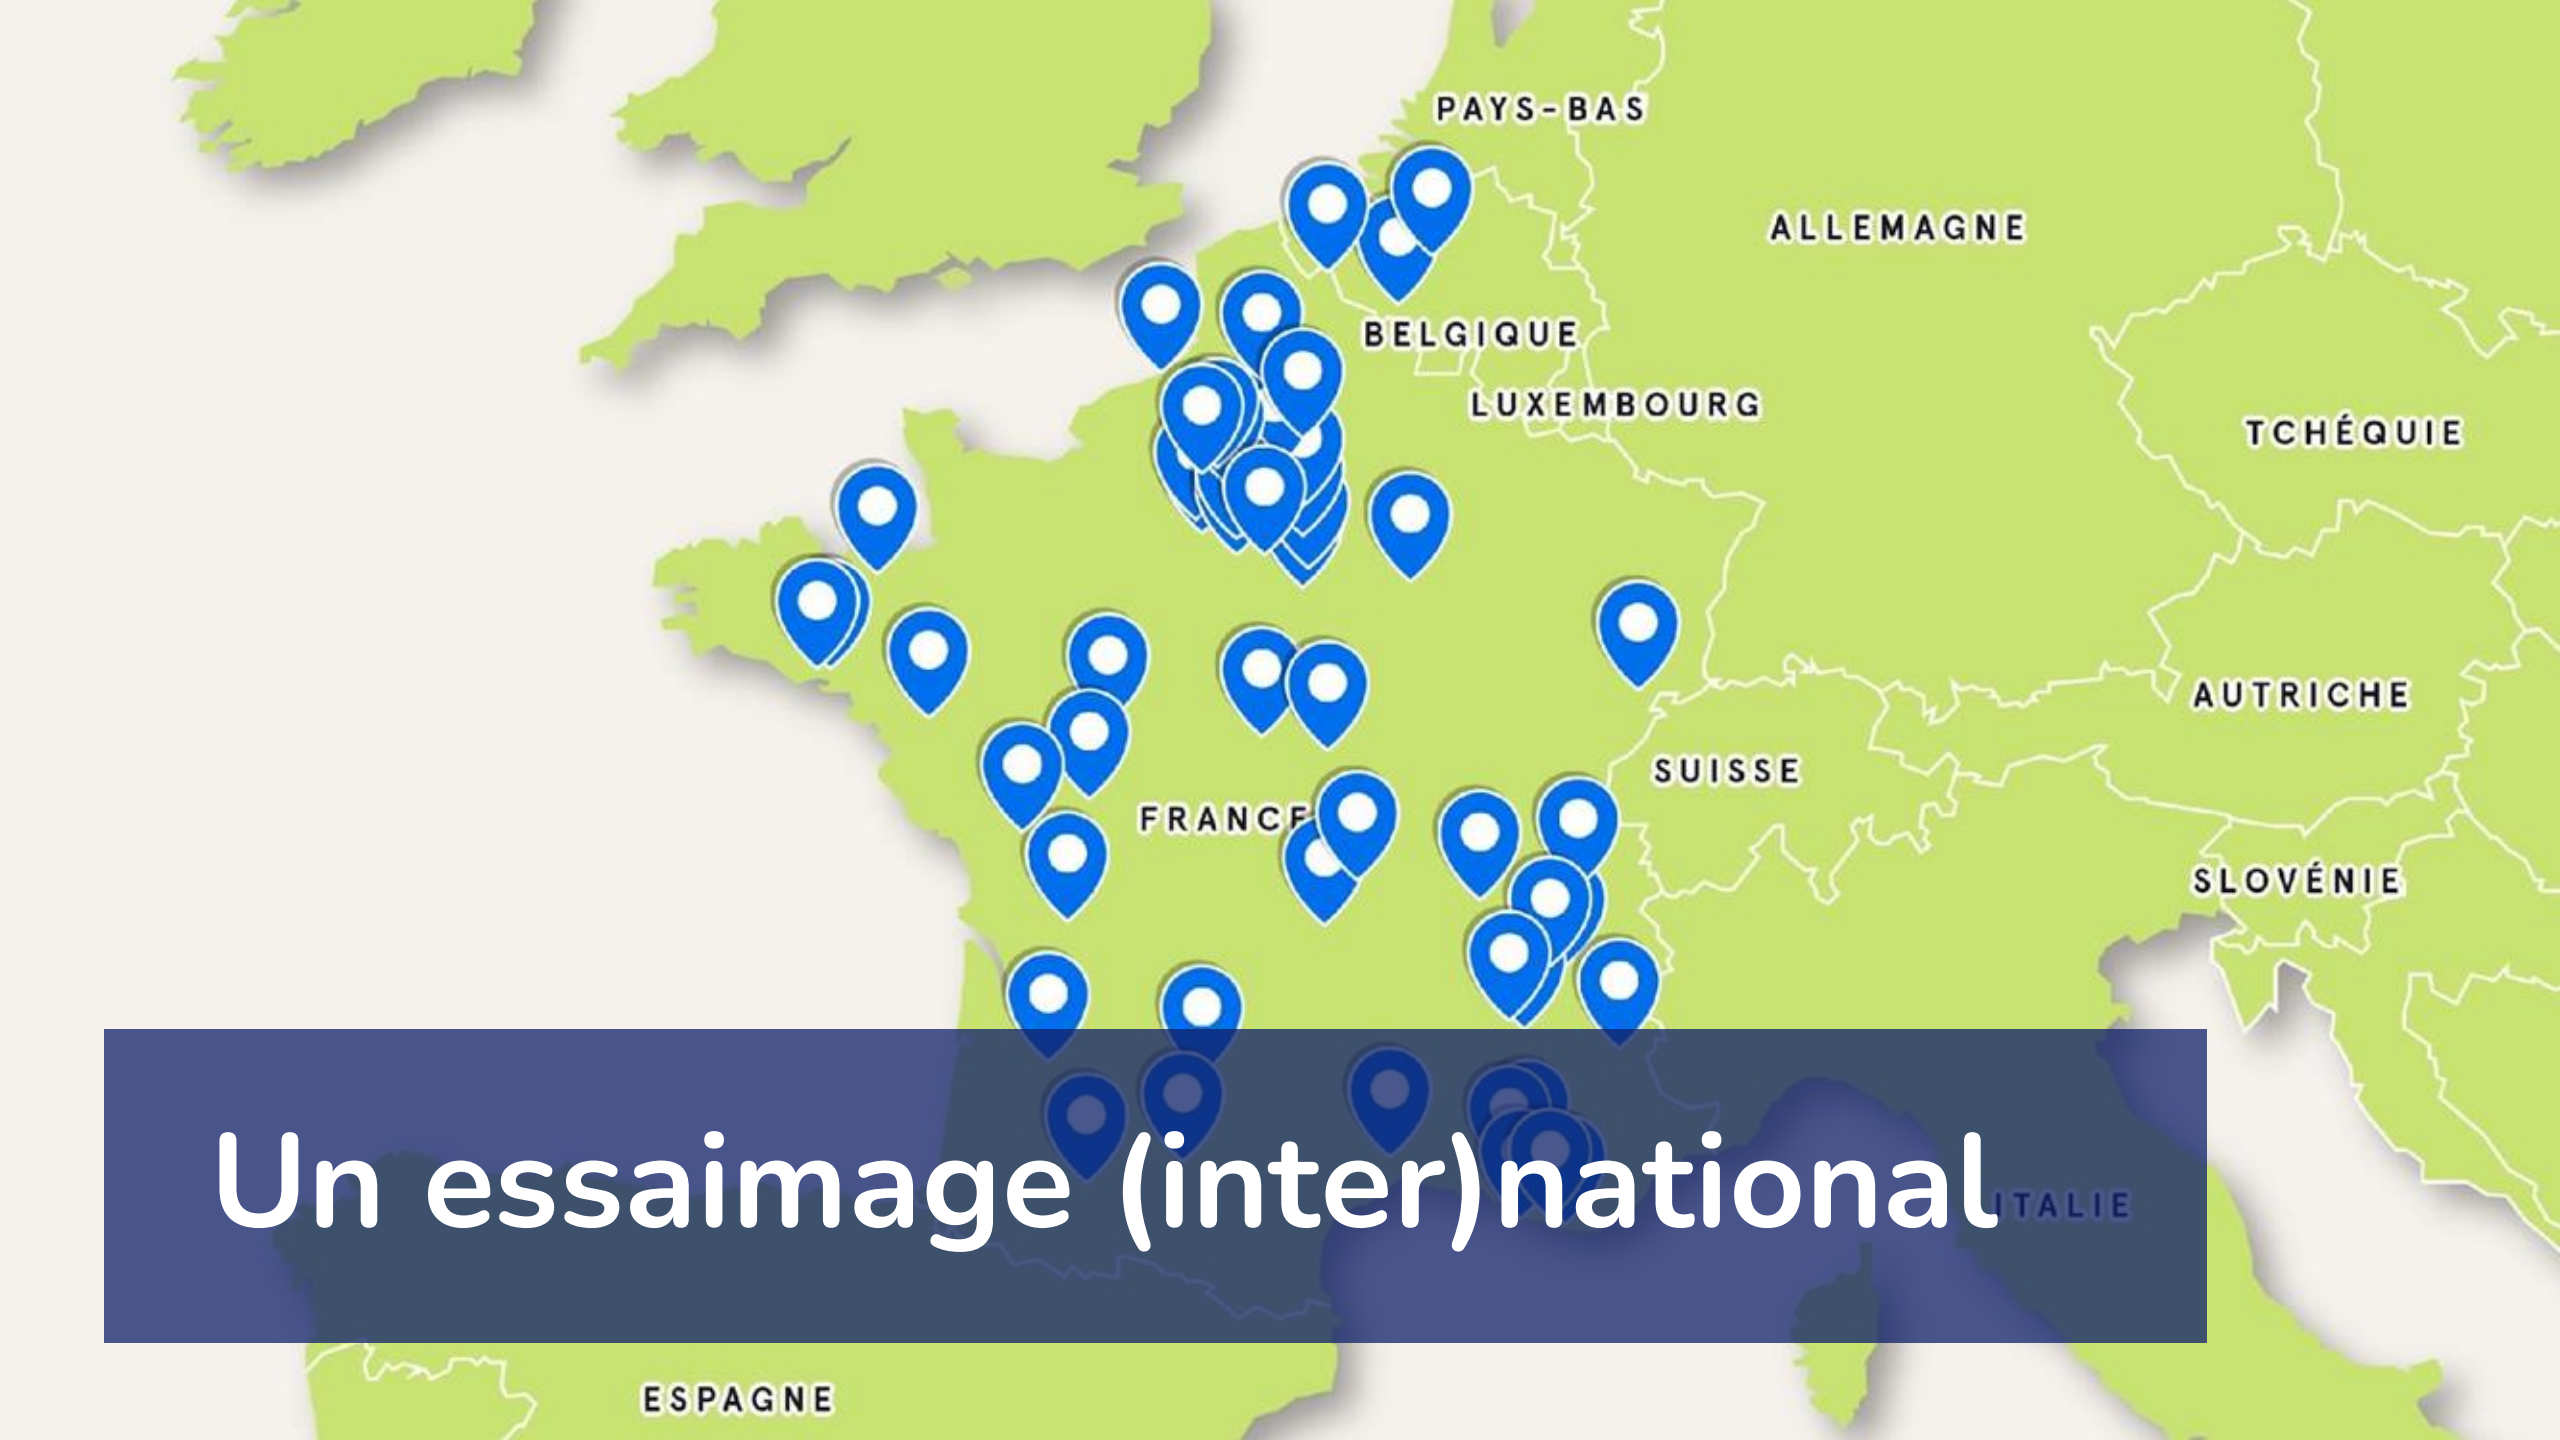 PAYS-BAS
ALLEMAGNE
BELGIQUE
LUXEMBOURG
TCHÉQUIE
AUTRICHE
SUISSE
FRANCE
SLOVÉNIE
Un essaimage (inter)national
ITALIE
ESPAGNE